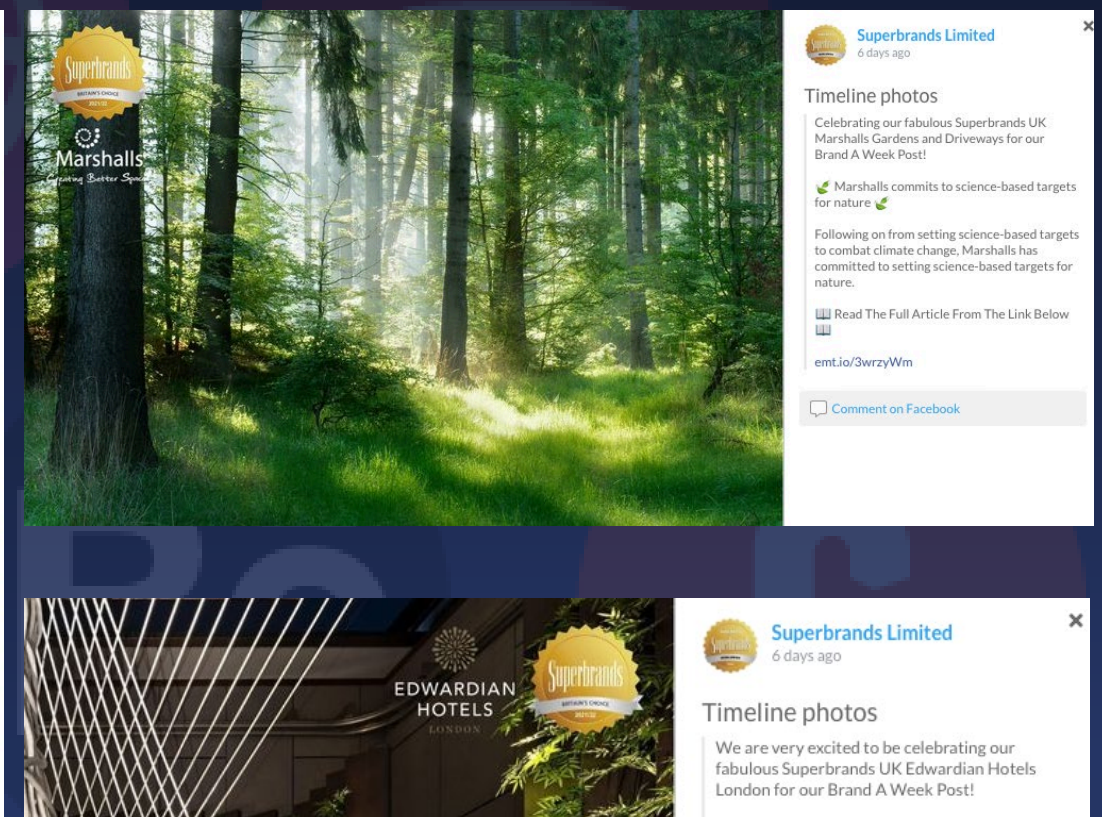 Superbrands
BRITAIN'S CHOICE
2021/22
Marshalls
Creating Better Spaces
Superbrands Limited
6 days ago
Timeline photos
Celebrating our fabulous Superbrands UK
Marshalls Gardens and Driveways for our
Brand A Week Post!
🌿 Marshalls commits to science-based targets
for nature 🌿
Following on from setting science-based targets
to combat climate change, Marshalls has
committed to setting science-based targets for
nature.
📖 Read The Full Article From The Link Below
📖
emt.io/3wrzyWm
Comment on Facebook
EDWARDIAN
HOTELS
LONDON
Superbrands
BRITAIN'S CHOICE
2021/22
Superbrands Limited
6 days ago
Timeline photos
We are very excited to be celebrating our
fabulous Superbrands UK Edwardian Hotels
London for our Brand A Week Post!